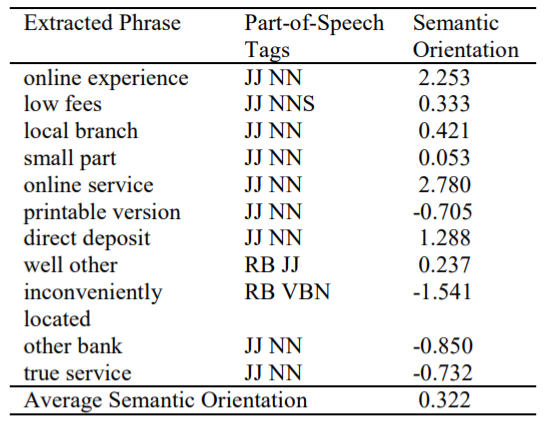 Extracted Phrase Part-of-Speech Tags Semantic Orientation
online experience JJ NN 2.253
low fees JJ NNS 0.333
local branch JJ NN 0.421
small part JJ NN 0.053
online service JJ NN 2.780
printable version JJ NN -0.705
direct deposit JJ NN 1.288
well other RB JJ 0.237
inconveniently located RB VBN -1.541
other bank JJ NN -0.850
true service JJ NN -0.732
Average Semantic Orientation 0.322